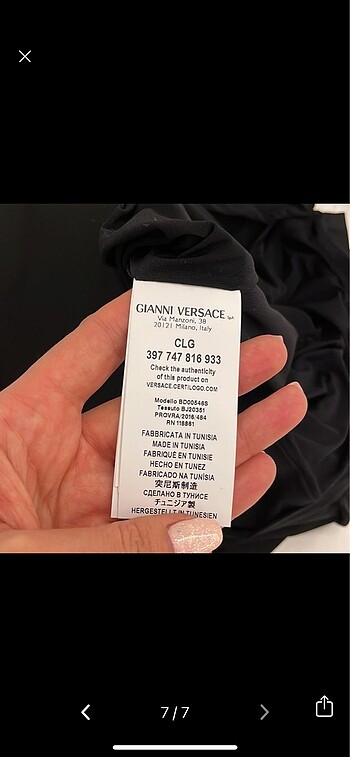 GIANNI VERSACE SpA
Via Manzoni, 38
20121 Milano, Italy
CLG
397 747 816 933
Check the authenticity
of this product on
VERSACE.CERTILOGO.COM
Modello BD00546S
Tessuto BJ20351
PROVRA/2016/484
RN 116861
FABBRICATA IN TUNISIA
MADE IN TUNISIA
FABRIQUÉ EN TUNISIE
HECHO EN TUNEZ
FABRICADO NA TUNÍSIA
突尼斯制造
СДЕЛАНО В ТУНИСЕ
チュニジア製
HERGESTELLT IN TUNESIEN
7/7